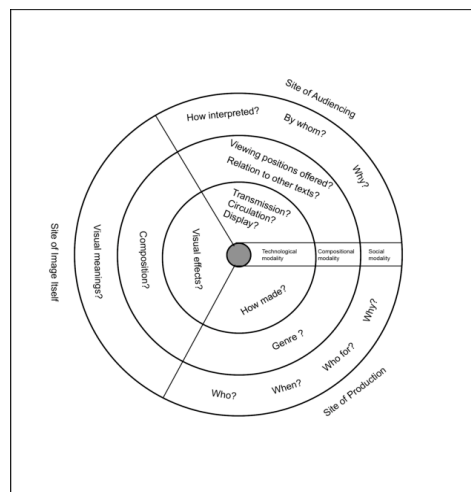 Site of Audiencing
How interpreted?
By whom?
Why?
Viewing positions offered?
Relation to other texts?
Transmission?
Circulation?
Display?
Technological
modality
Compositional
modality
Social
modality
Site of Image Itself
Visual meanings?
Composition?
Visual effects?
How made?
Genre ?
Who?
When?
Who for?
Why?
Site of Production